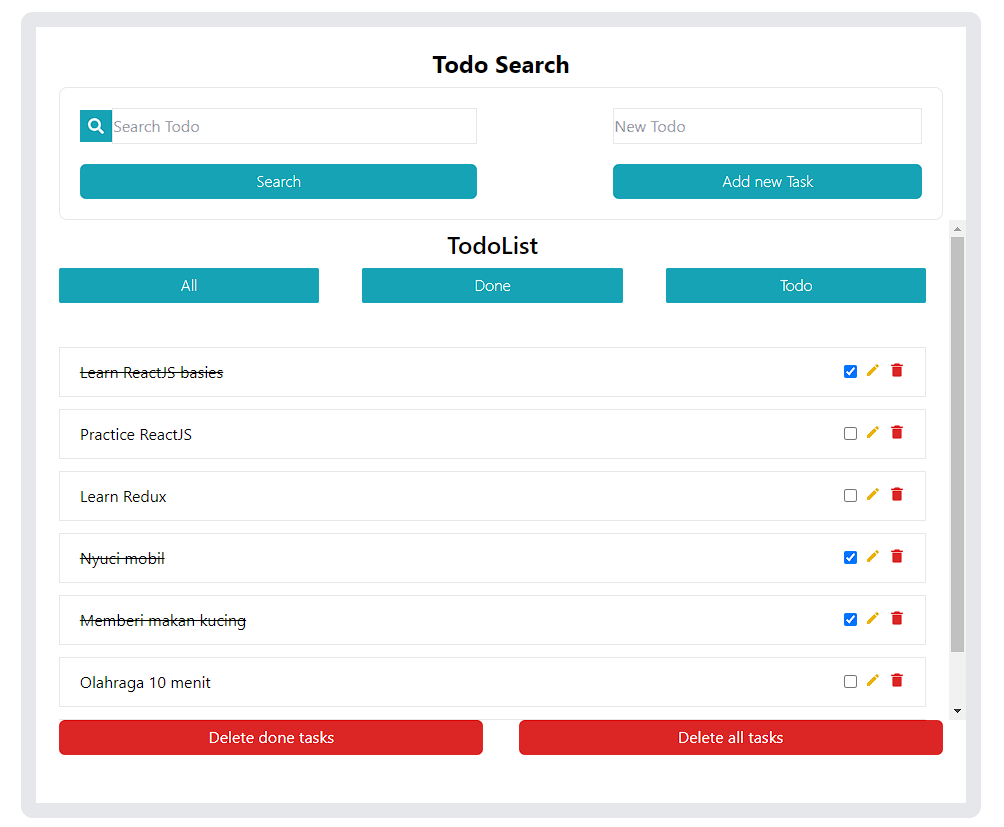 Todo Search
Search Todo
New Todo
Search
Add new Task
TodoList
All
Done
Todo
Learn ReactJS basies
Practice ReactJS
Learn Redux
Nyuci mobil
Memberi makan kucing
Olahraga 10 menit
Delete done tasks
Delete all tasks